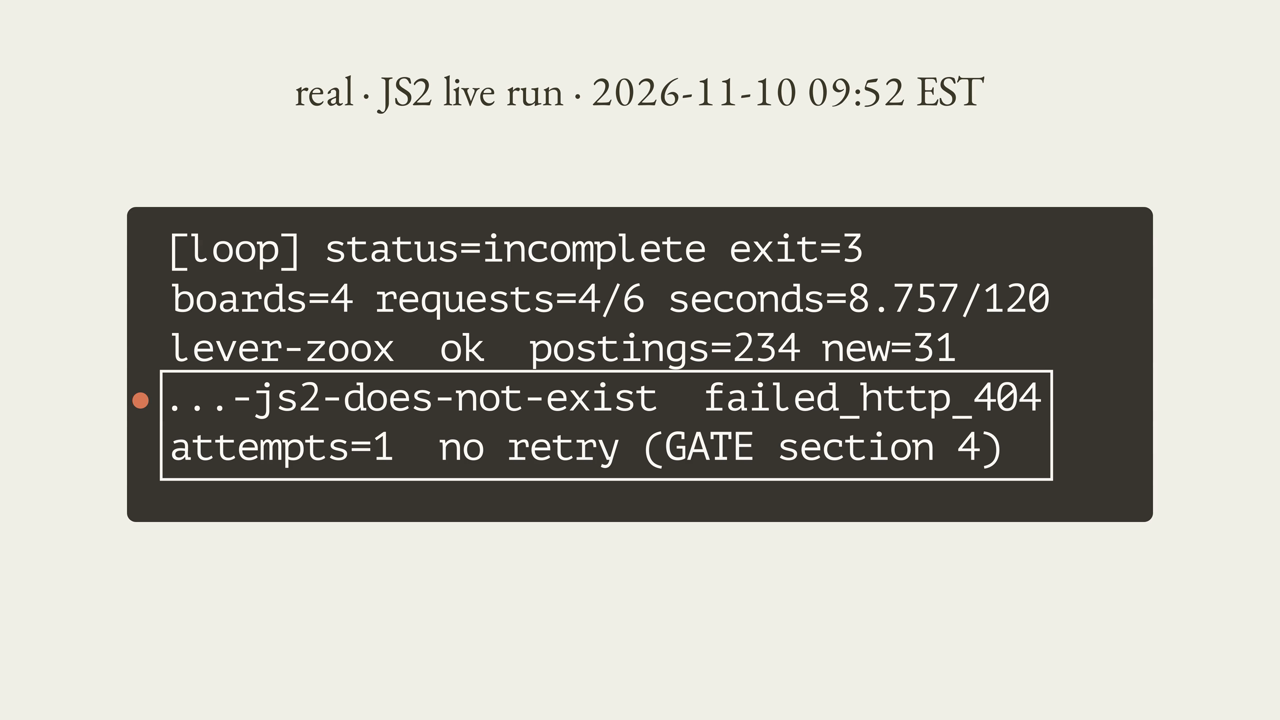 real · JS2 live run · 2026-11-10 09:52 EST
[loop] status=incomplete exit=3
boards=4 requests=4/6 seconds=8.757/120
lever-zoox ok postings=234 new=31
...-js2-does-not-exist failed_http_404
attempts=1 no retry (GATE section 4)